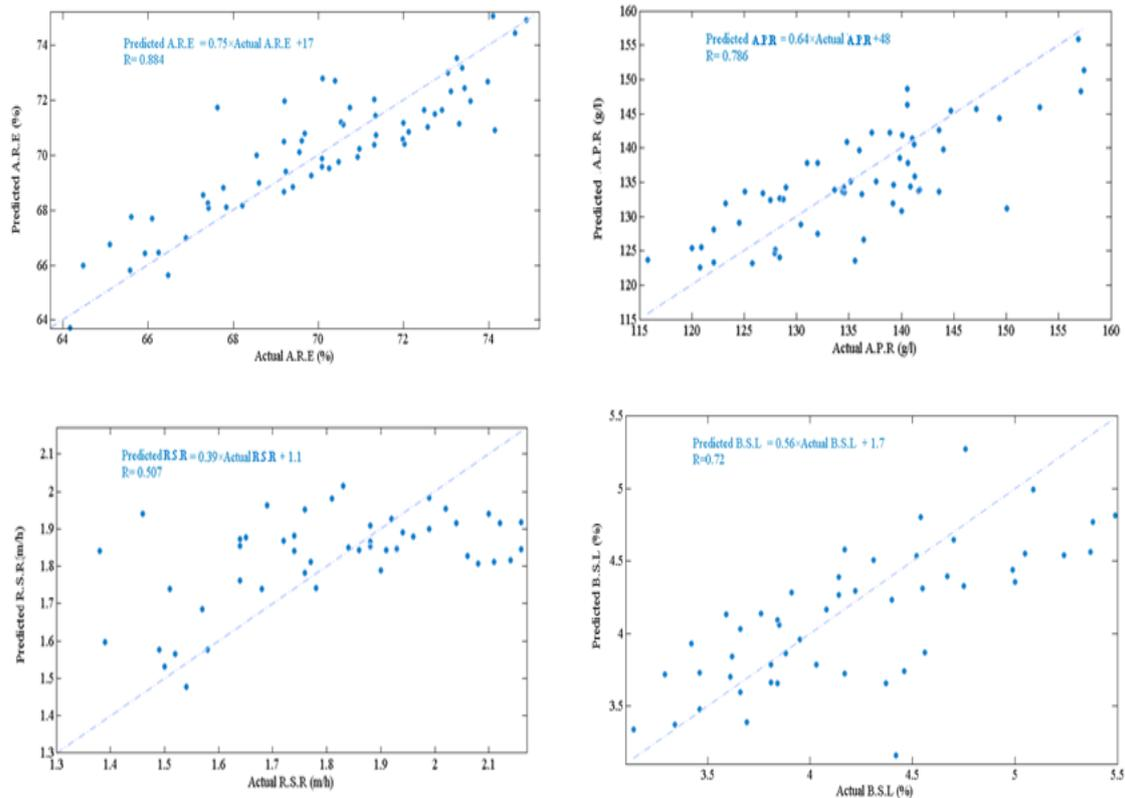 Predicted A.R.E = 0.75×Actual A.R.E +17
R= 0.884
74
72
70
68
66
64
Predicted A.R.E (%)
64 66 68 70 72 74
Actual A.R.E (%)
Predicted A.P.R = 0.64×Actual A.P.R+48
R= 0.786
160
155
150
145
140
135
130
125
120
115
Predicted A.P.R (g/l)
115 120 125 130 135 140 145 150 155 160
Actual A.P.R (g/l)
Predicted R.S.R = 0.39×Actual R.S.R + 1.1
R= 0.507
2.1
2
1.9
1.8
1.7
1.6
1.5
1.4
1.3
Predicted R.S.R(m/h)
1.3 1.4 1.5 1.6 1.7 1.8 1.9 2 2.1
Actual R.S.R (m/h)
Predicted B.S.L = 0.56×Actual B.S.L + 1.7
R=0.72
5.5
5
4.5
4
3.5
Predicted B.S.L (%)
3.5 4 4.5 5 5.5
Actual B.S.L (%)